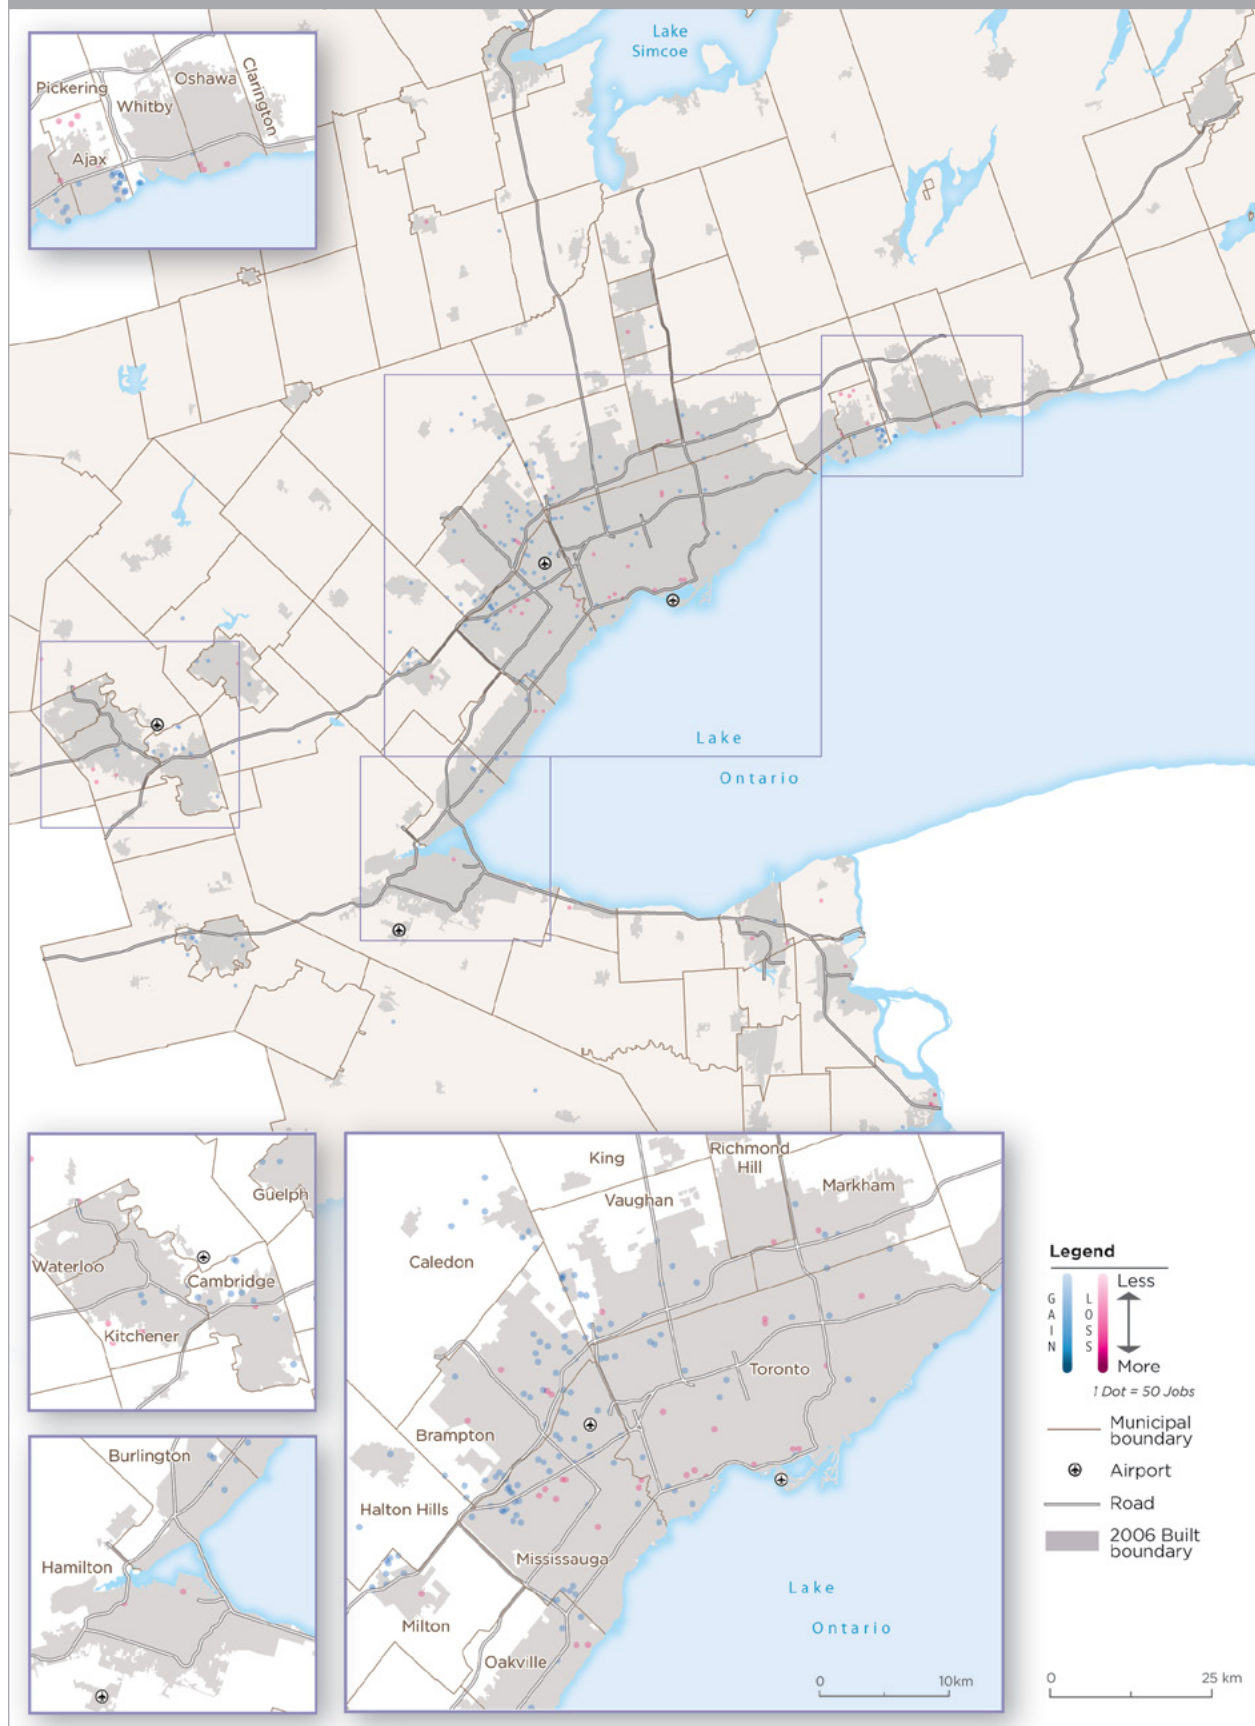 Lake
Simcoe
Pickering
Oshawa
Clarington
Whitby
Ajax
Lake
Ontario
Guelph
Waterloo
Cambridge
Kitchener
Burlington
Hamilton
King
Richmond
Hill
Vaughan
Markham
Caledon
Toronto
Brampton
Halton Hills
Mississauga
Milton
Oakville
Lake
Ontario
0 10km
Legend
GAIN
LOSS
Less
More
1 Dot = 50 Jobs
Municipal
boundary
Airport
Road
2006 Built
boundary
0 25 km